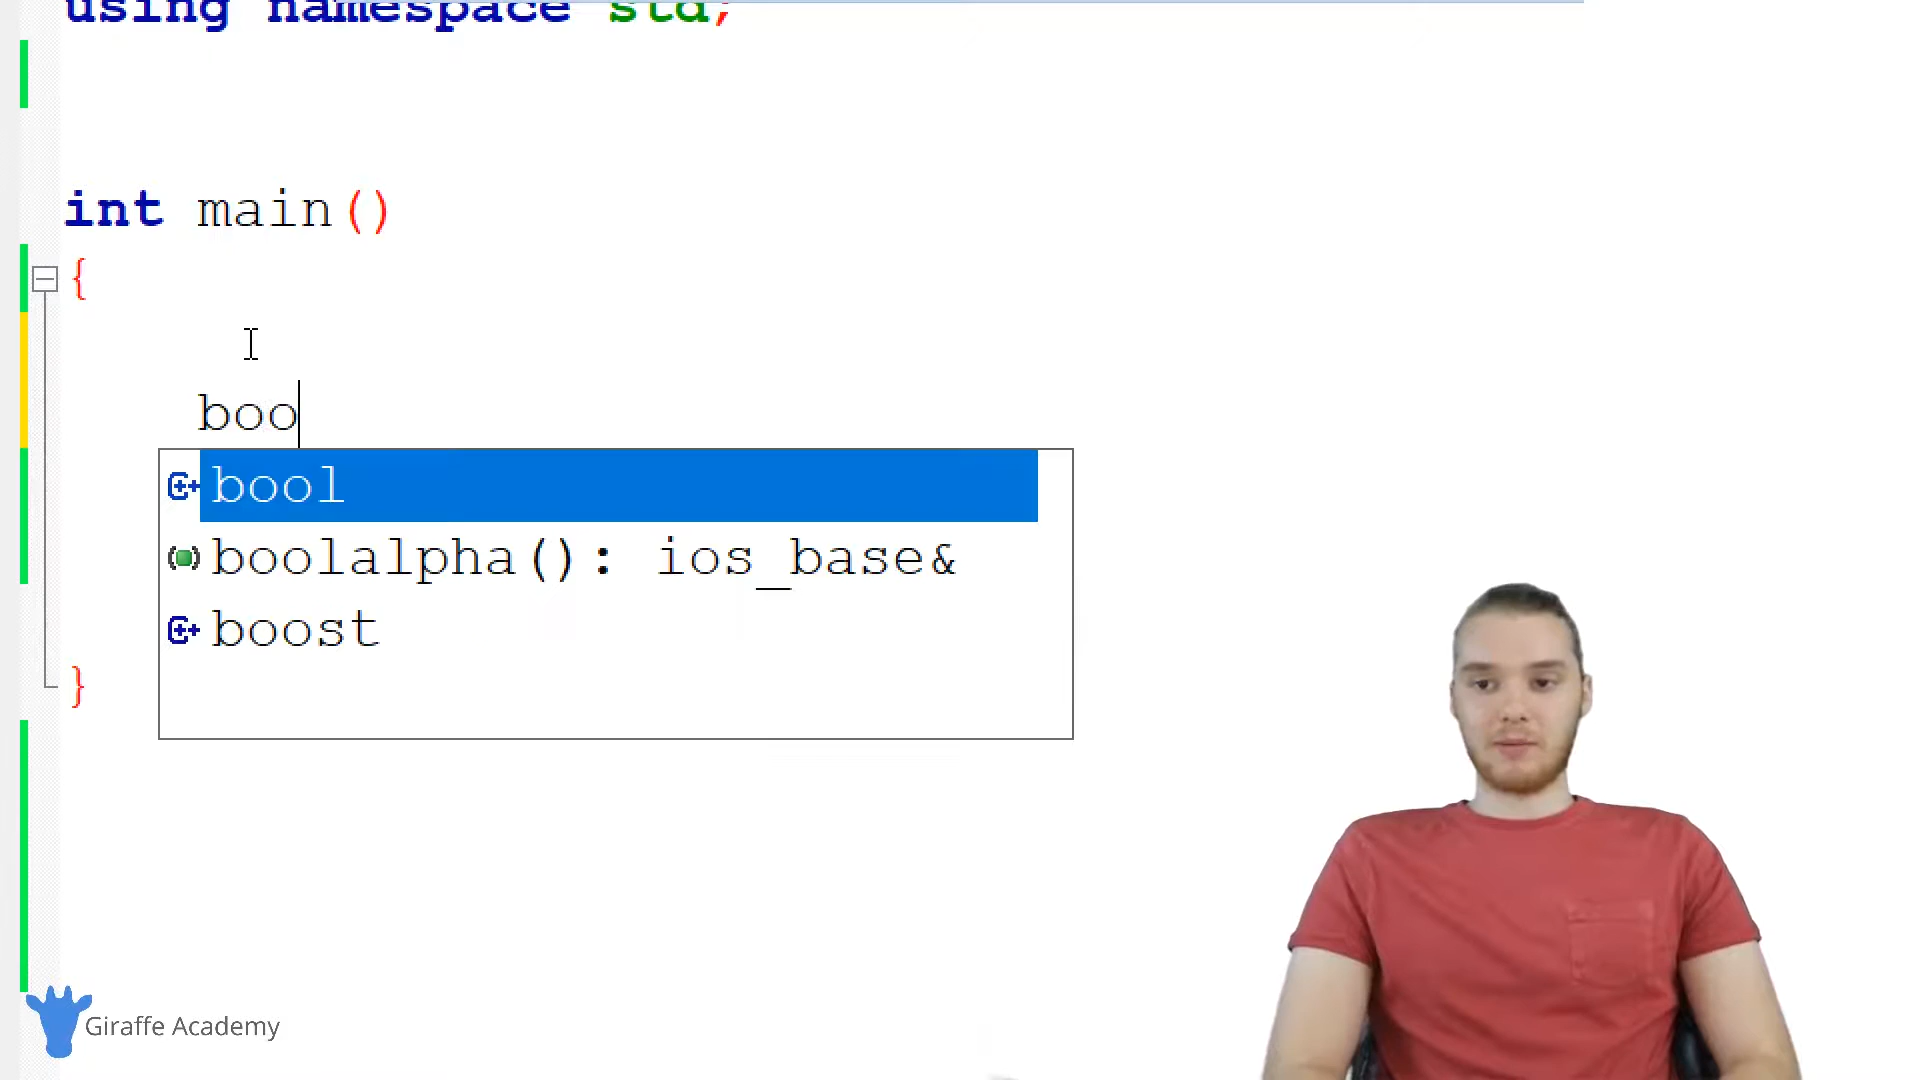 using namespace std;
int main()
{
boo
bool
boolalpha(): ios_base&
boost
}
Giraffe Academy